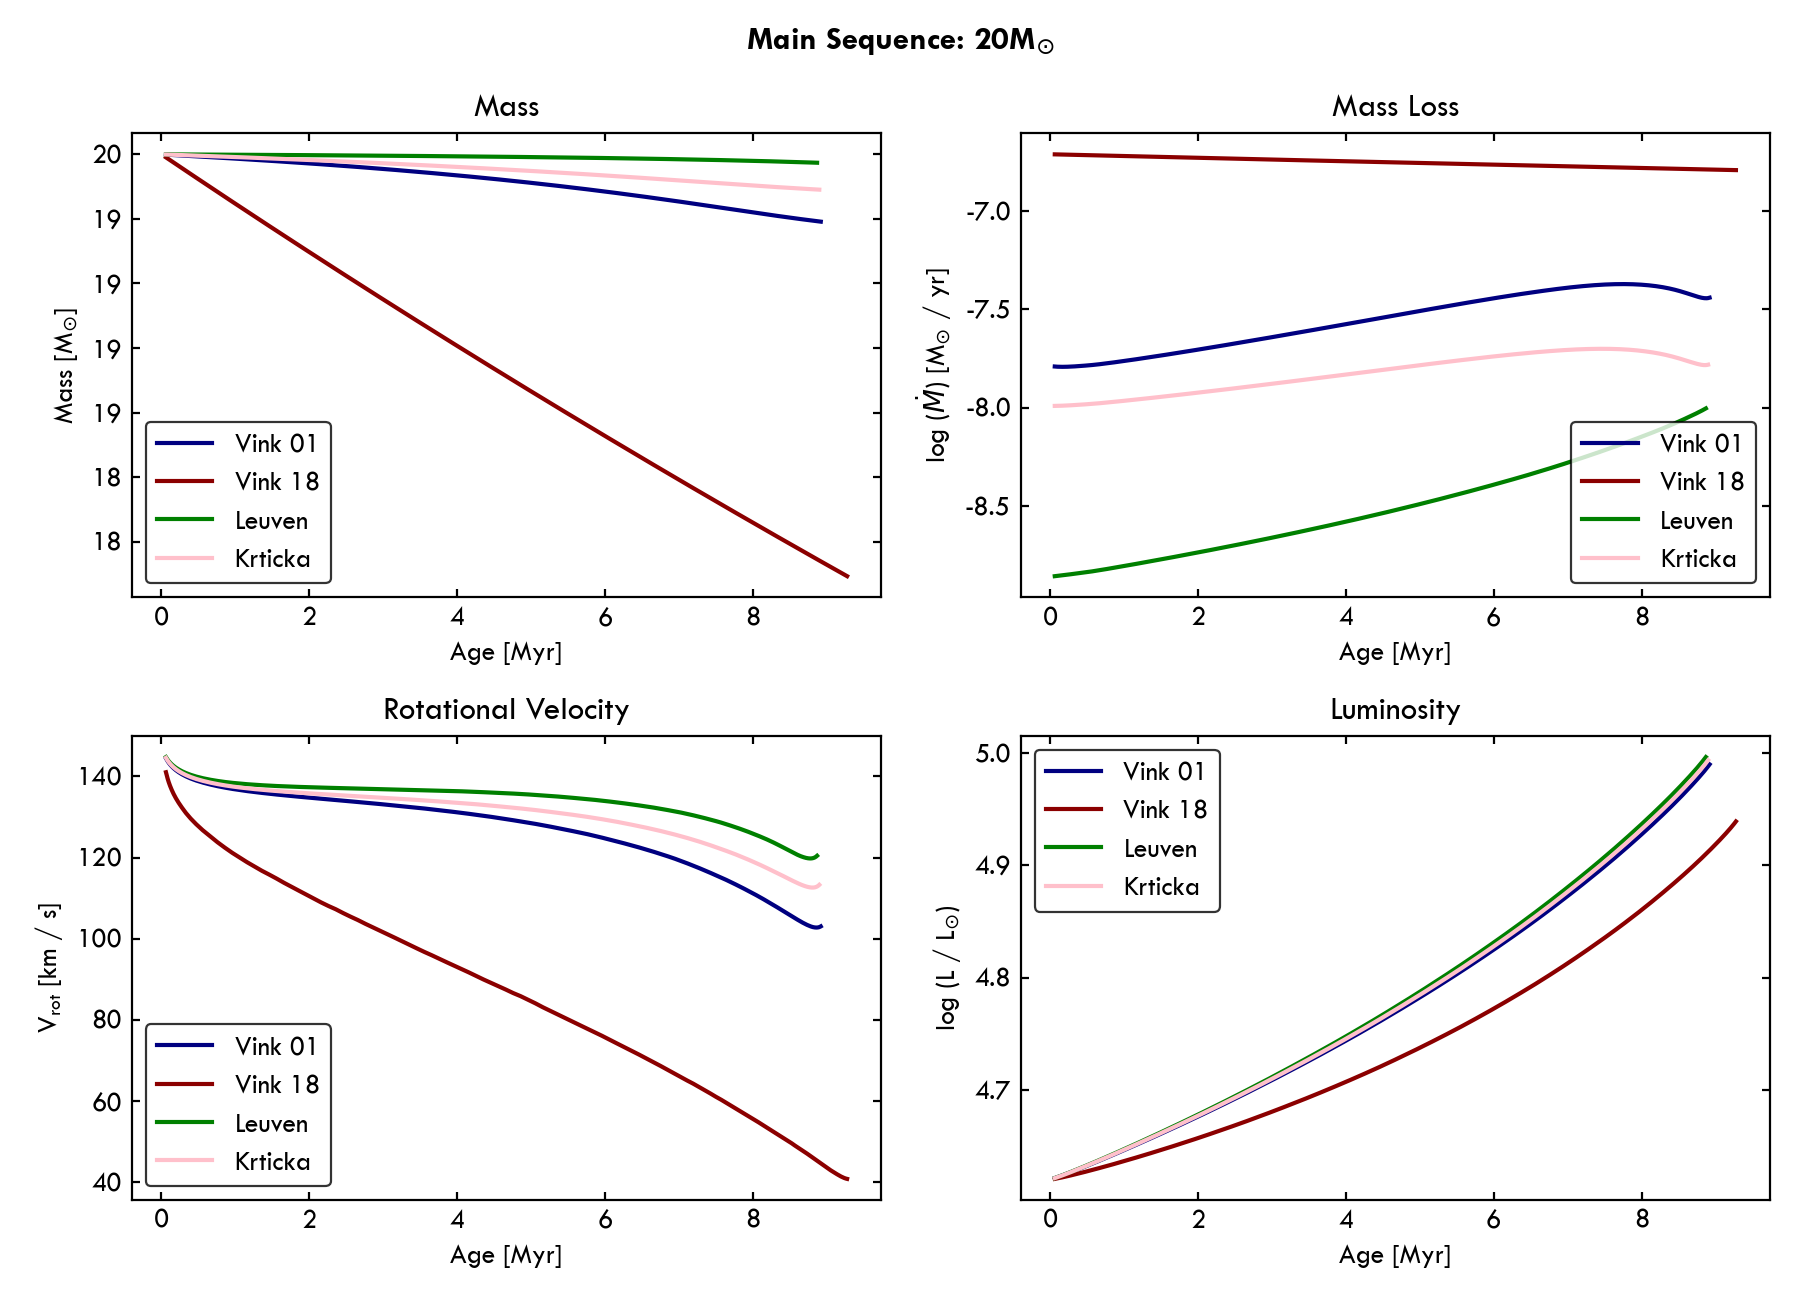 Main Sequence: 20M⊙
Mass
20
19
19
19
19
18
18
Mass [M⊙]
Vink 01
Vink 18
Leuven
Krticka
0 2 4 6 8
Age [Myr]
Mass Loss
-7.0
-7.5
-8.0
-8.5
log (Ṁ) [M⊙ / yr]
Vink 01
Vink 18
Leuven
Krticka
0 2 4 6 8
Age [Myr]
Rotational Velocity
140
120
100
80
60
40
Vrot [km / s]
Vink 01
Vink 18
Leuven
Krticka
0 2 4 6 8
Age [Myr]
Luminosity
5.0
4.9
4.8
4.7
log (L / L⊙)
Vink 01
Vink 18
Leuven
Krticka
0 2 4 6 8
Age [Myr]